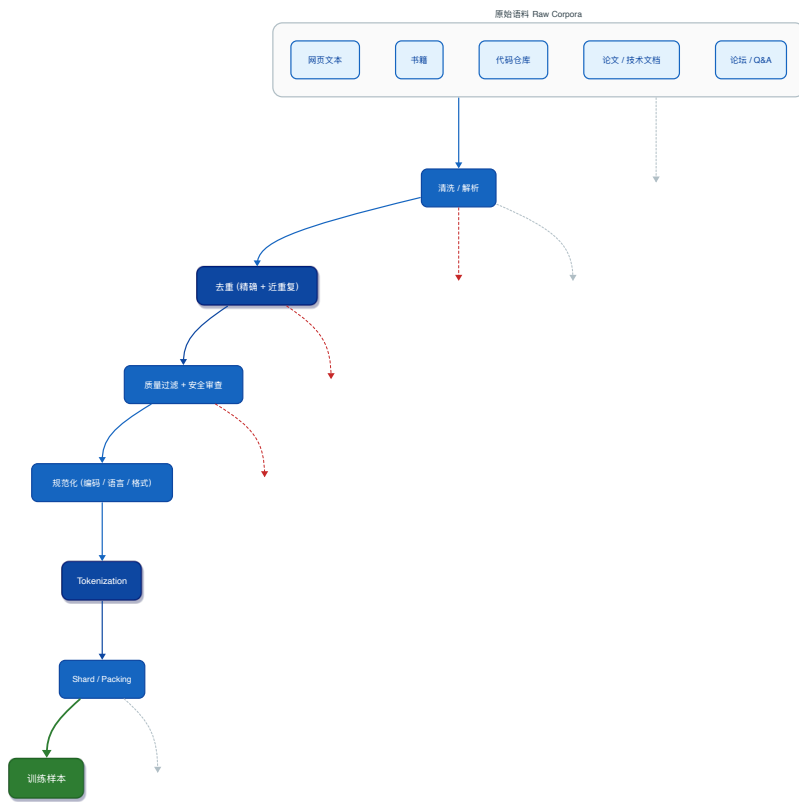 原始语料 Raw Corpora
网页文本
书籍
代码仓库
论文 / 技术文档
论坛 / Q&A
清洗 / 解析
去重 (精确 + 近重复)
质量过滤 + 安全审查
规范化 (编码 / 语言 / 格式)
Tokenization
Shard / Packing
训练样本